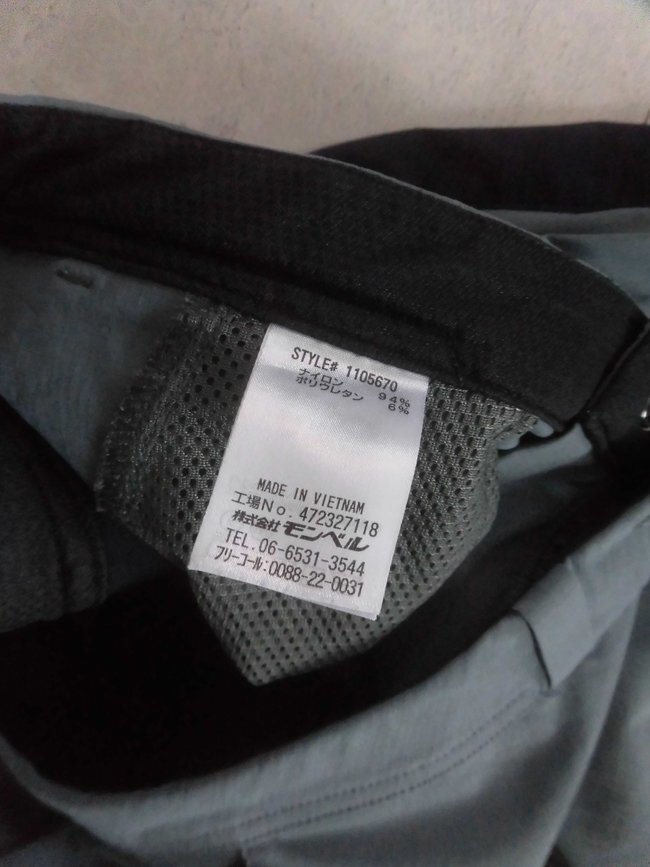 STYLE# 1105670
ナイロン 94%
ポリウレタン 6%
MADE IN VIETNAM
工場No. 472327118
株式会社 モンベル
TEL. 06-6531-3544
フリーコール:0088-22-0031